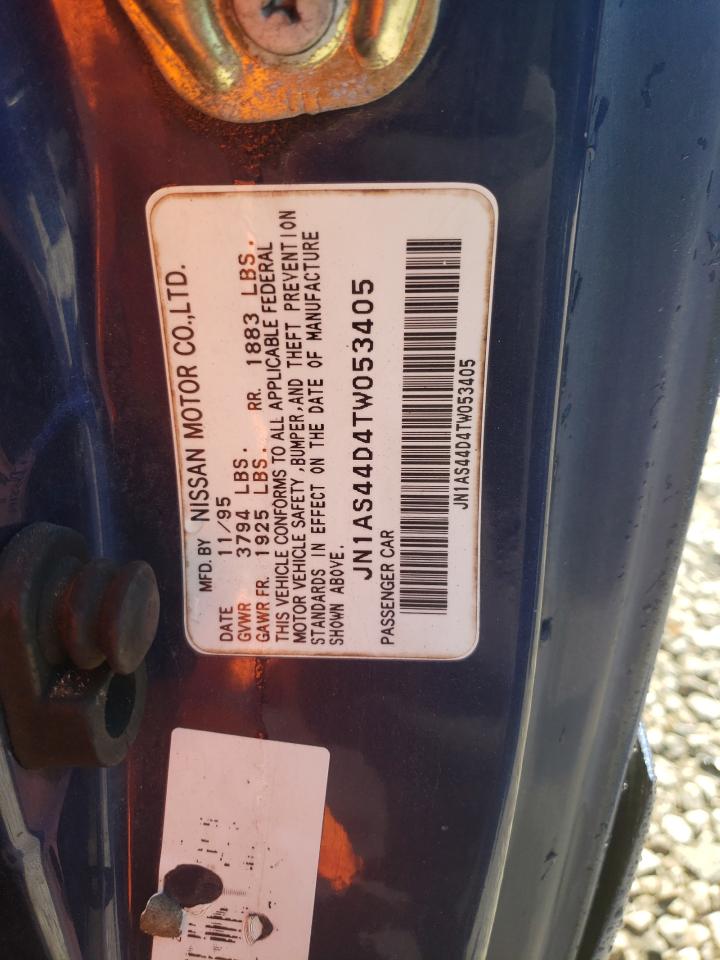 MFD.BY NISSAN MOTOR CO.,LTD.
DATE 11/95
GVWR 3794 LBS.
GAWR FR. 1925 LBS. RR. 1883 LBS.
THIS VEHICLE CONFORMS TO ALL APPLICABLE FEDERAL
MOTOR VEHICLE SAFETY,BUMPER,AND THEFT PREVENTION
STANDARDS IN EFFECT ON THE DATE OF MANUFACTURE
SHOWN ABOVE.
JN1AS44D4TW053405
PASSENGER CAR
JN1AS44D4TW053405